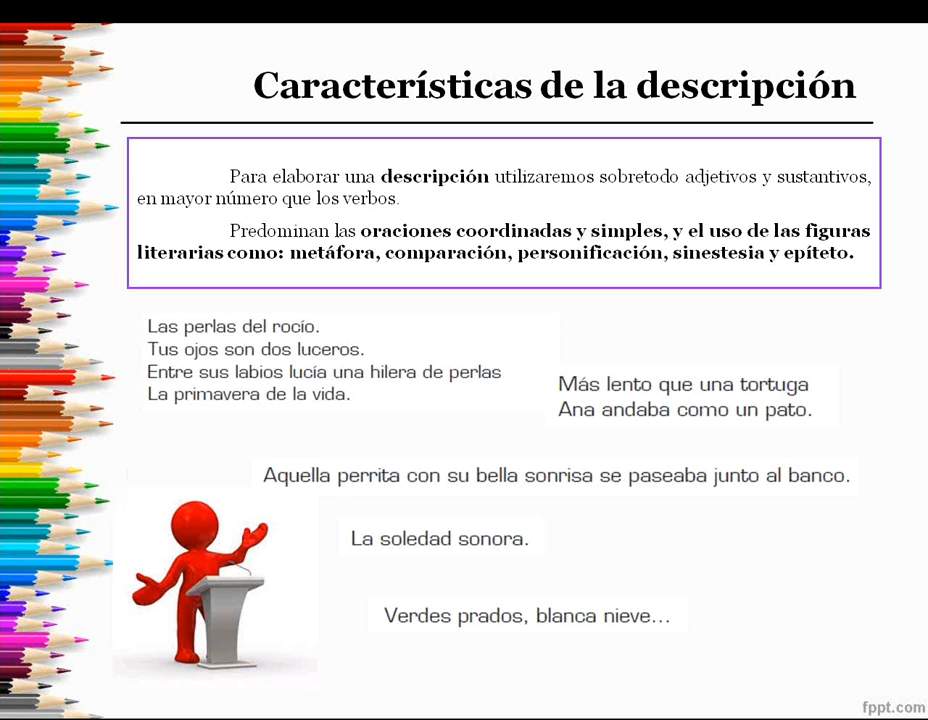 Características de la descripción
Para elaborar una descripción utilizaremos sobretodo adjetivos y sustantivos,
en mayor número que los verbos.
Predominan las oraciones coordinadas y simples, y el uso de las figuras
literarias como: metáfora, comparación, personificación, sinestesia y epíteto.
Las perlas del rocío.
Tus ojos son dos luceros.
Entre sus labios lucía una hilera de perlas
La primavera de la vida.
Más lento que una tortuga
Ana andaba como un pato.
Aquella perrita con su bella sonrisa se paseaba junto al banco.
La soledad sonora.
Verdes prados, blanca nieve...
fppt.com